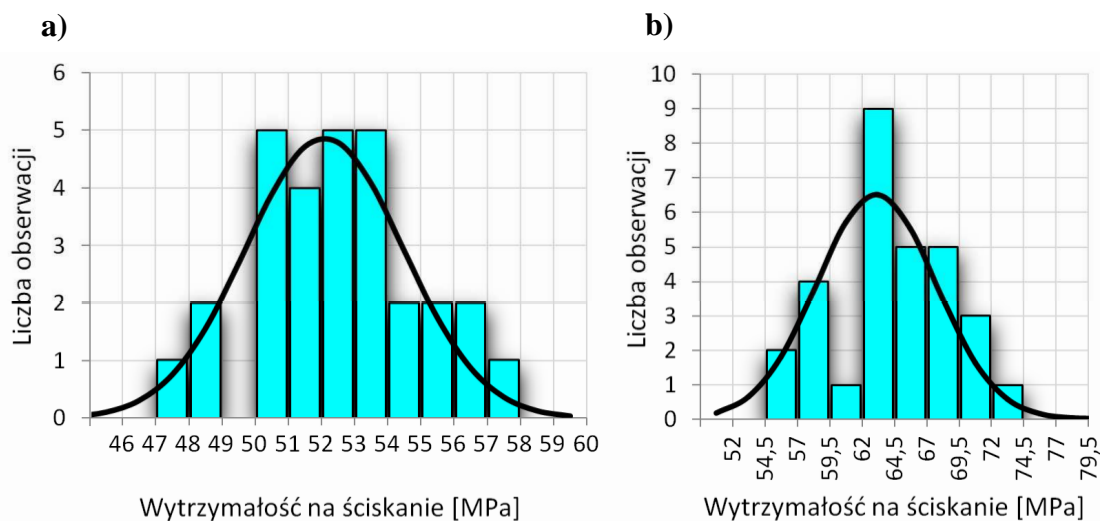 a)
6
5
4
3
2
1
0
Liczba obserwacji
46 47 48 49 50 51 52 53 54 55 56 57 58 59 60
Wytrzymałość na ściskanie [MPa]
b)
10
9
8
7
6
5
4
3
2
1
0
Liczba obserwacji
52 54,5 57 59,5 62 64,5 67 69,5 72 74,5 77 79,5
Wytrzymałość na ściskanie [MPa]